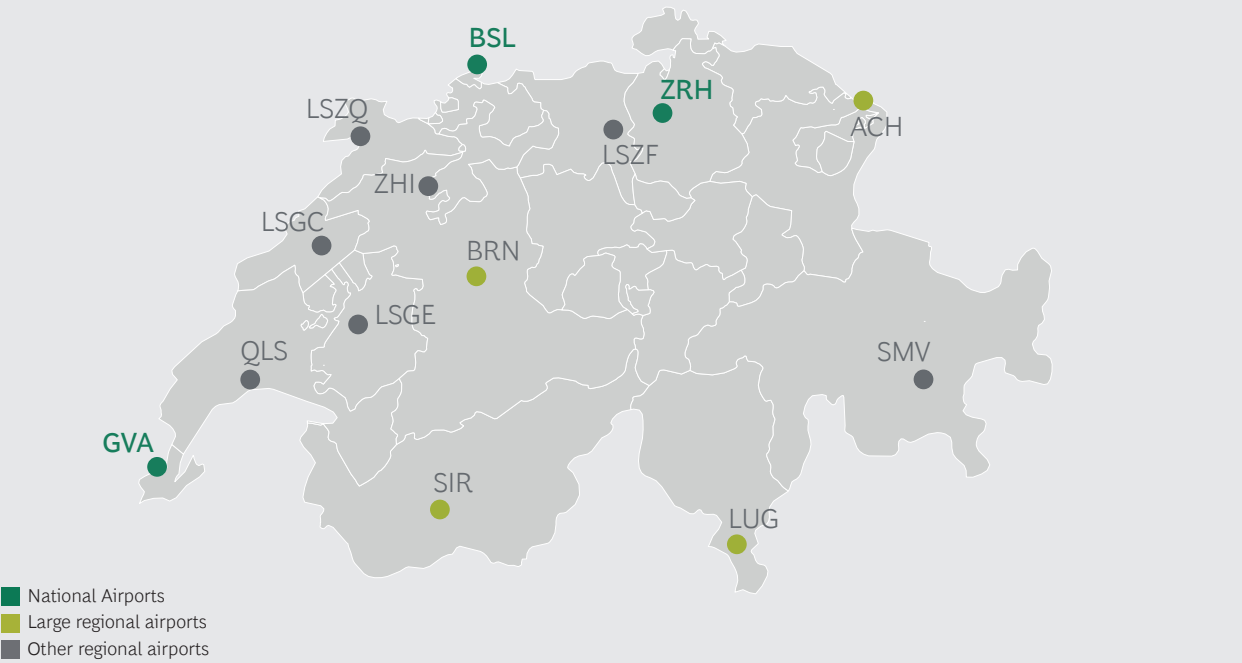 BSL
ZRH
LSZQ
ACH
LSZF
ZHI
LSGC
BRN
LSGE
QLS
SMV
GVA
SIR
LUG
National Airports
Large regional airports
Other regional airports